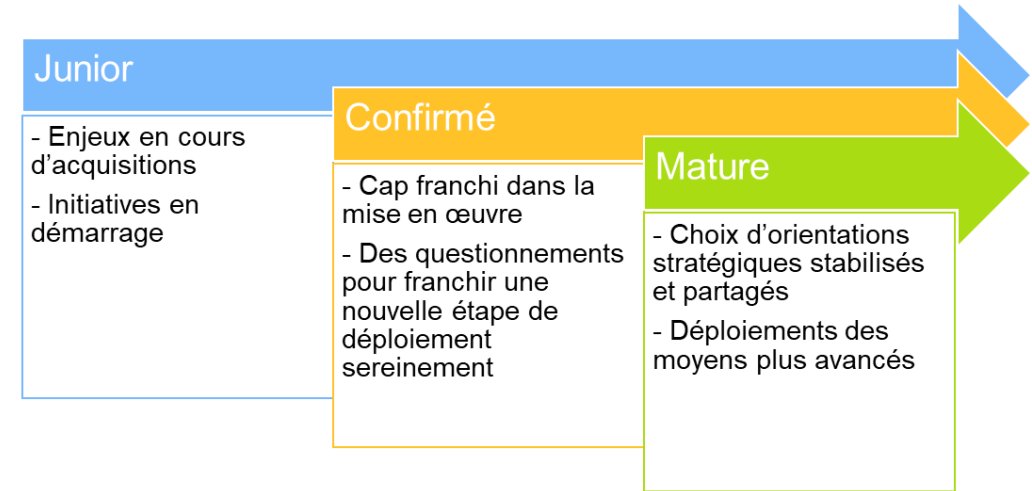 Junior
- Enjeux en cours
d’acquisitions
- Initiatives en
démarrage
Confirmé
- Cap franchi dans la
mise en œuvre
- Des questionnements
pour franchir une
nouvelle étape de
déploiement
sereinement
Mature
- Choix d’orientations
stratégiques stabilisés
et partagés
- Déploiements des
moyens plus avancés